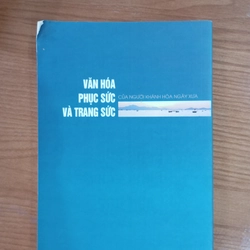 VĂN HÓA
PHỤC SỨC
VÀ TRANG SỨC
CỦA NGƯỜI KHÁNH HÒA NGÀY XƯA